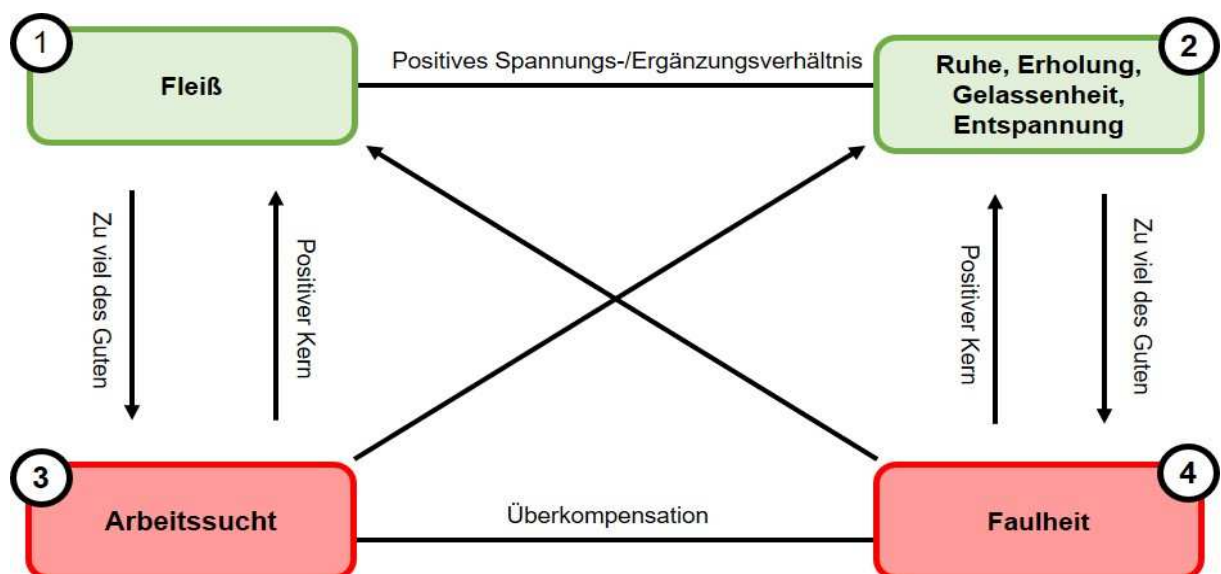 1
Fleiß
Positives Spannungs-/Ergänzungsverhältnis
2
Ruhe, Erholung,
Gelassenheit,
Entspannung
Zu viel des Guten
Positiver Kern
Positiver Kern
Zu viel des Guten
3
Arbeitssucht
Überkompensation
4
Faulheit